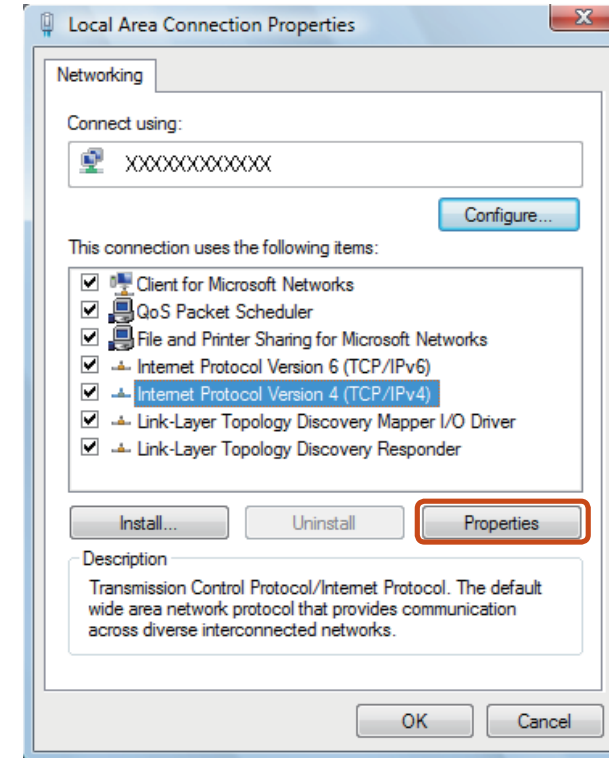 Local Area Connection Properties
Networking
Connect using:
XXXXXXXXXXXX
Configure...
This connection uses the following items:
Client for Microsoft Networks
QoS Packet Scheduler
File and Printer Sharing for Microsoft Networks
Internet Protocol Version 6 (TCP/IPv6)
Internet Protocol Version 4 (TCP/IPv4)
Link-Layer Topology Discovery Mapper I/O Driver
Link-Layer Topology Discovery Responder
Install... Uninstall Properties
Description
Transmission Control Protocol/Internet Protocol. The default
wide area network protocol that provides communication
across diverse interconnected networks.
OK Cancel